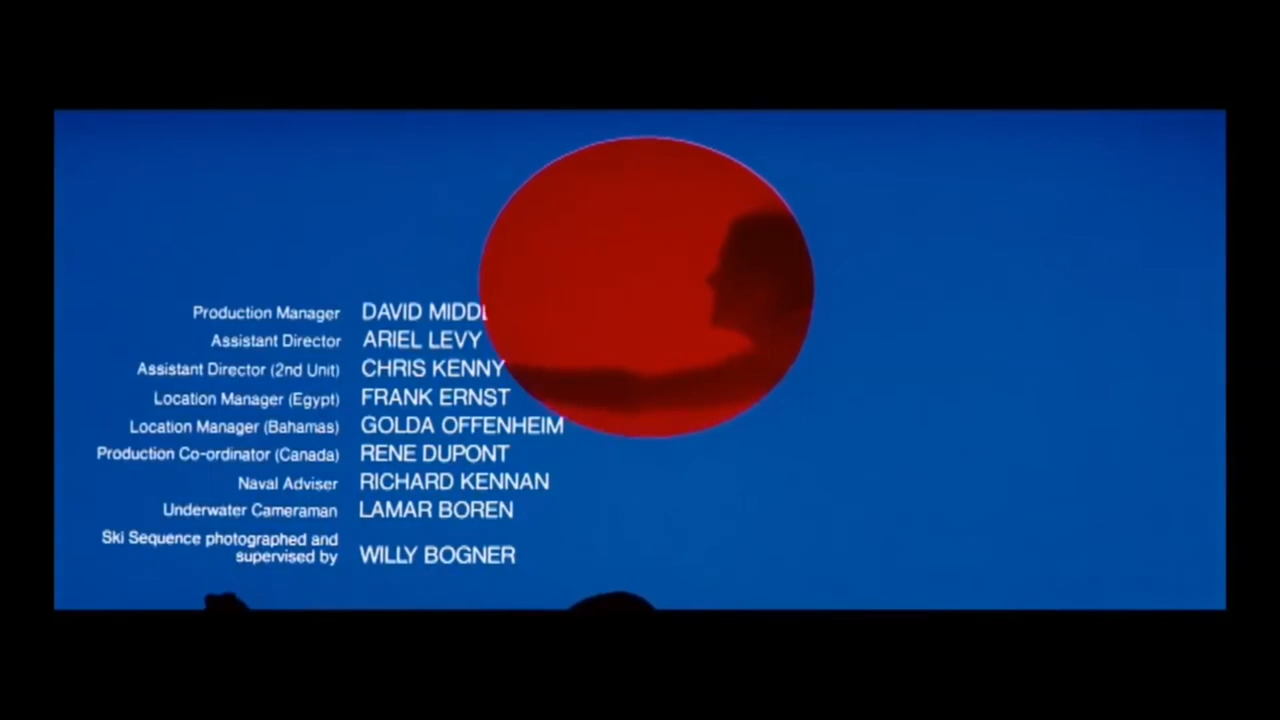 Production Manager DAVID MIDDL
Assistant Director ARIEL LEVY
Assistant Director (2nd Unit) CHRIS KENNY
Location Manager (Egypt) FRANK ERNST
Location Manager (Bahamas) GOLDA OFFENHEIM
Production Co-ordinator (Canada) RENE DUPONT
Naval Adviser RICHARD KENNAN
Underwater Cameraman LAMAR BOREN
Ski Sequence photographed and
supervised by WILLY BOGNER